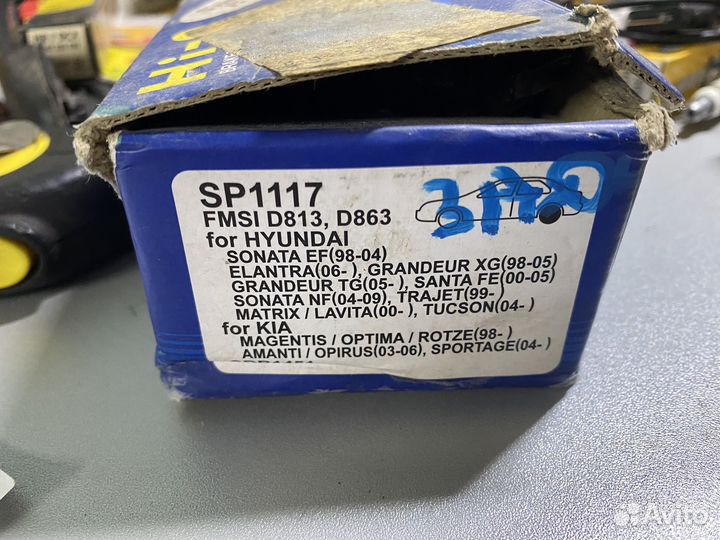 Hi-
SP1117
FMSI D813, D863
for HYUNDAI
SONATA EF(98-04)
ELANTRA(06- ), GRANDEUR XG(98-05)
GRANDEUR TG(05- ), SANTA FE(00-05)
SONATA NF(04-09), TRAJET(99- )
MATRIX / LAVITA(00- ), TUCSON(04- )
for KIA
MAGENTIS / OPTIMA / ROTZE(98- )
AMANTI / OPIRUS(03-06), SPORTAGE(04- )
Avito